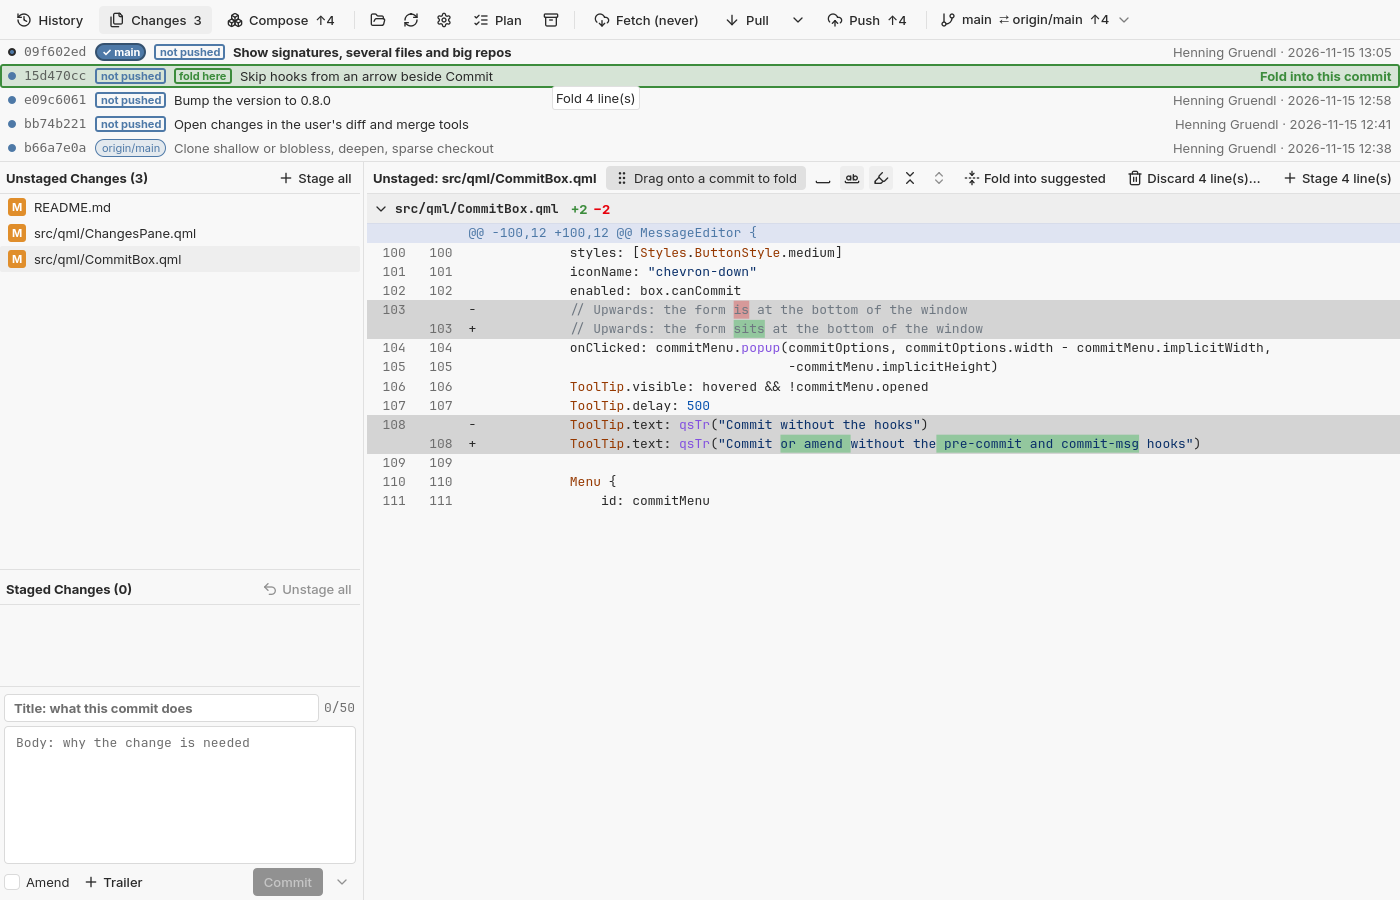 History Changes 3 Compose ↑4 Plan Fetch (never) Pull Push ↑4 main ⇄ origin/main ↑4
09f602ed ✓ main not pushed Show signatures, several files and big repos Henning Gruendl · 2026-11-15 13:05
15d470cc not pushed fold here Skip hooks from an arrow beside Commit Fold into this commit
Fold 4 line(s)
e09c6061 not pushed Bump the version to 0.8.0 Henning Gruendl · 2026-11-15 12:58
bb74b221 not pushed Open changes in the user's diff and merge tools Henning Gruendl · 2026-11-15 12:41
b66a7e0a origin/main Clone shallow or blobless, deepen, sparse checkout Henning Gruendl · 2026-11-15 12:38
Unstaged Changes (3) Stage all
README.md
src/qml/ChangesPane.qml
src/qml/CommitBox.qml
Staged Changes (0) Unstage all
Title: what this commit does 0/50
Body: why the change is needed
Amend Trailer Commit
Unstaged: src/qml/CommitBox.qml Drag onto a commit to fold ab Fold into suggested Discard 4 line(s)... Stage 4 line(s)
src/qml/CommitBox.qml +2 −2
@@ -100,12 +100,12 @@ MessageEditor {
100 100 styles: [Styles.ButtonStyle.medium]
101 101 iconName: "chevron-down"
102 102 enabled: box.canCommit
103 - // Upwards: the form is at the bottom of the window
103 + // Upwards: the form sits at the bottom of the window
104 104 onClicked: commitMenu.popup(commitOptions, commitOptions.width - commitMenu.implicitWidth,
105 105 -commitMenu.implicitHeight)
106 106 ToolTip.visible: hovered && !commitMenu.opened
107 107 ToolTip.delay: 500
108 - ToolTip.text: qsTr("Commit without the hooks")
108 + ToolTip.text: qsTr("Commit or amend without the pre-commit and commit-msg hooks")
109 109
110 110 Menu {
111 111 id: commitMenu